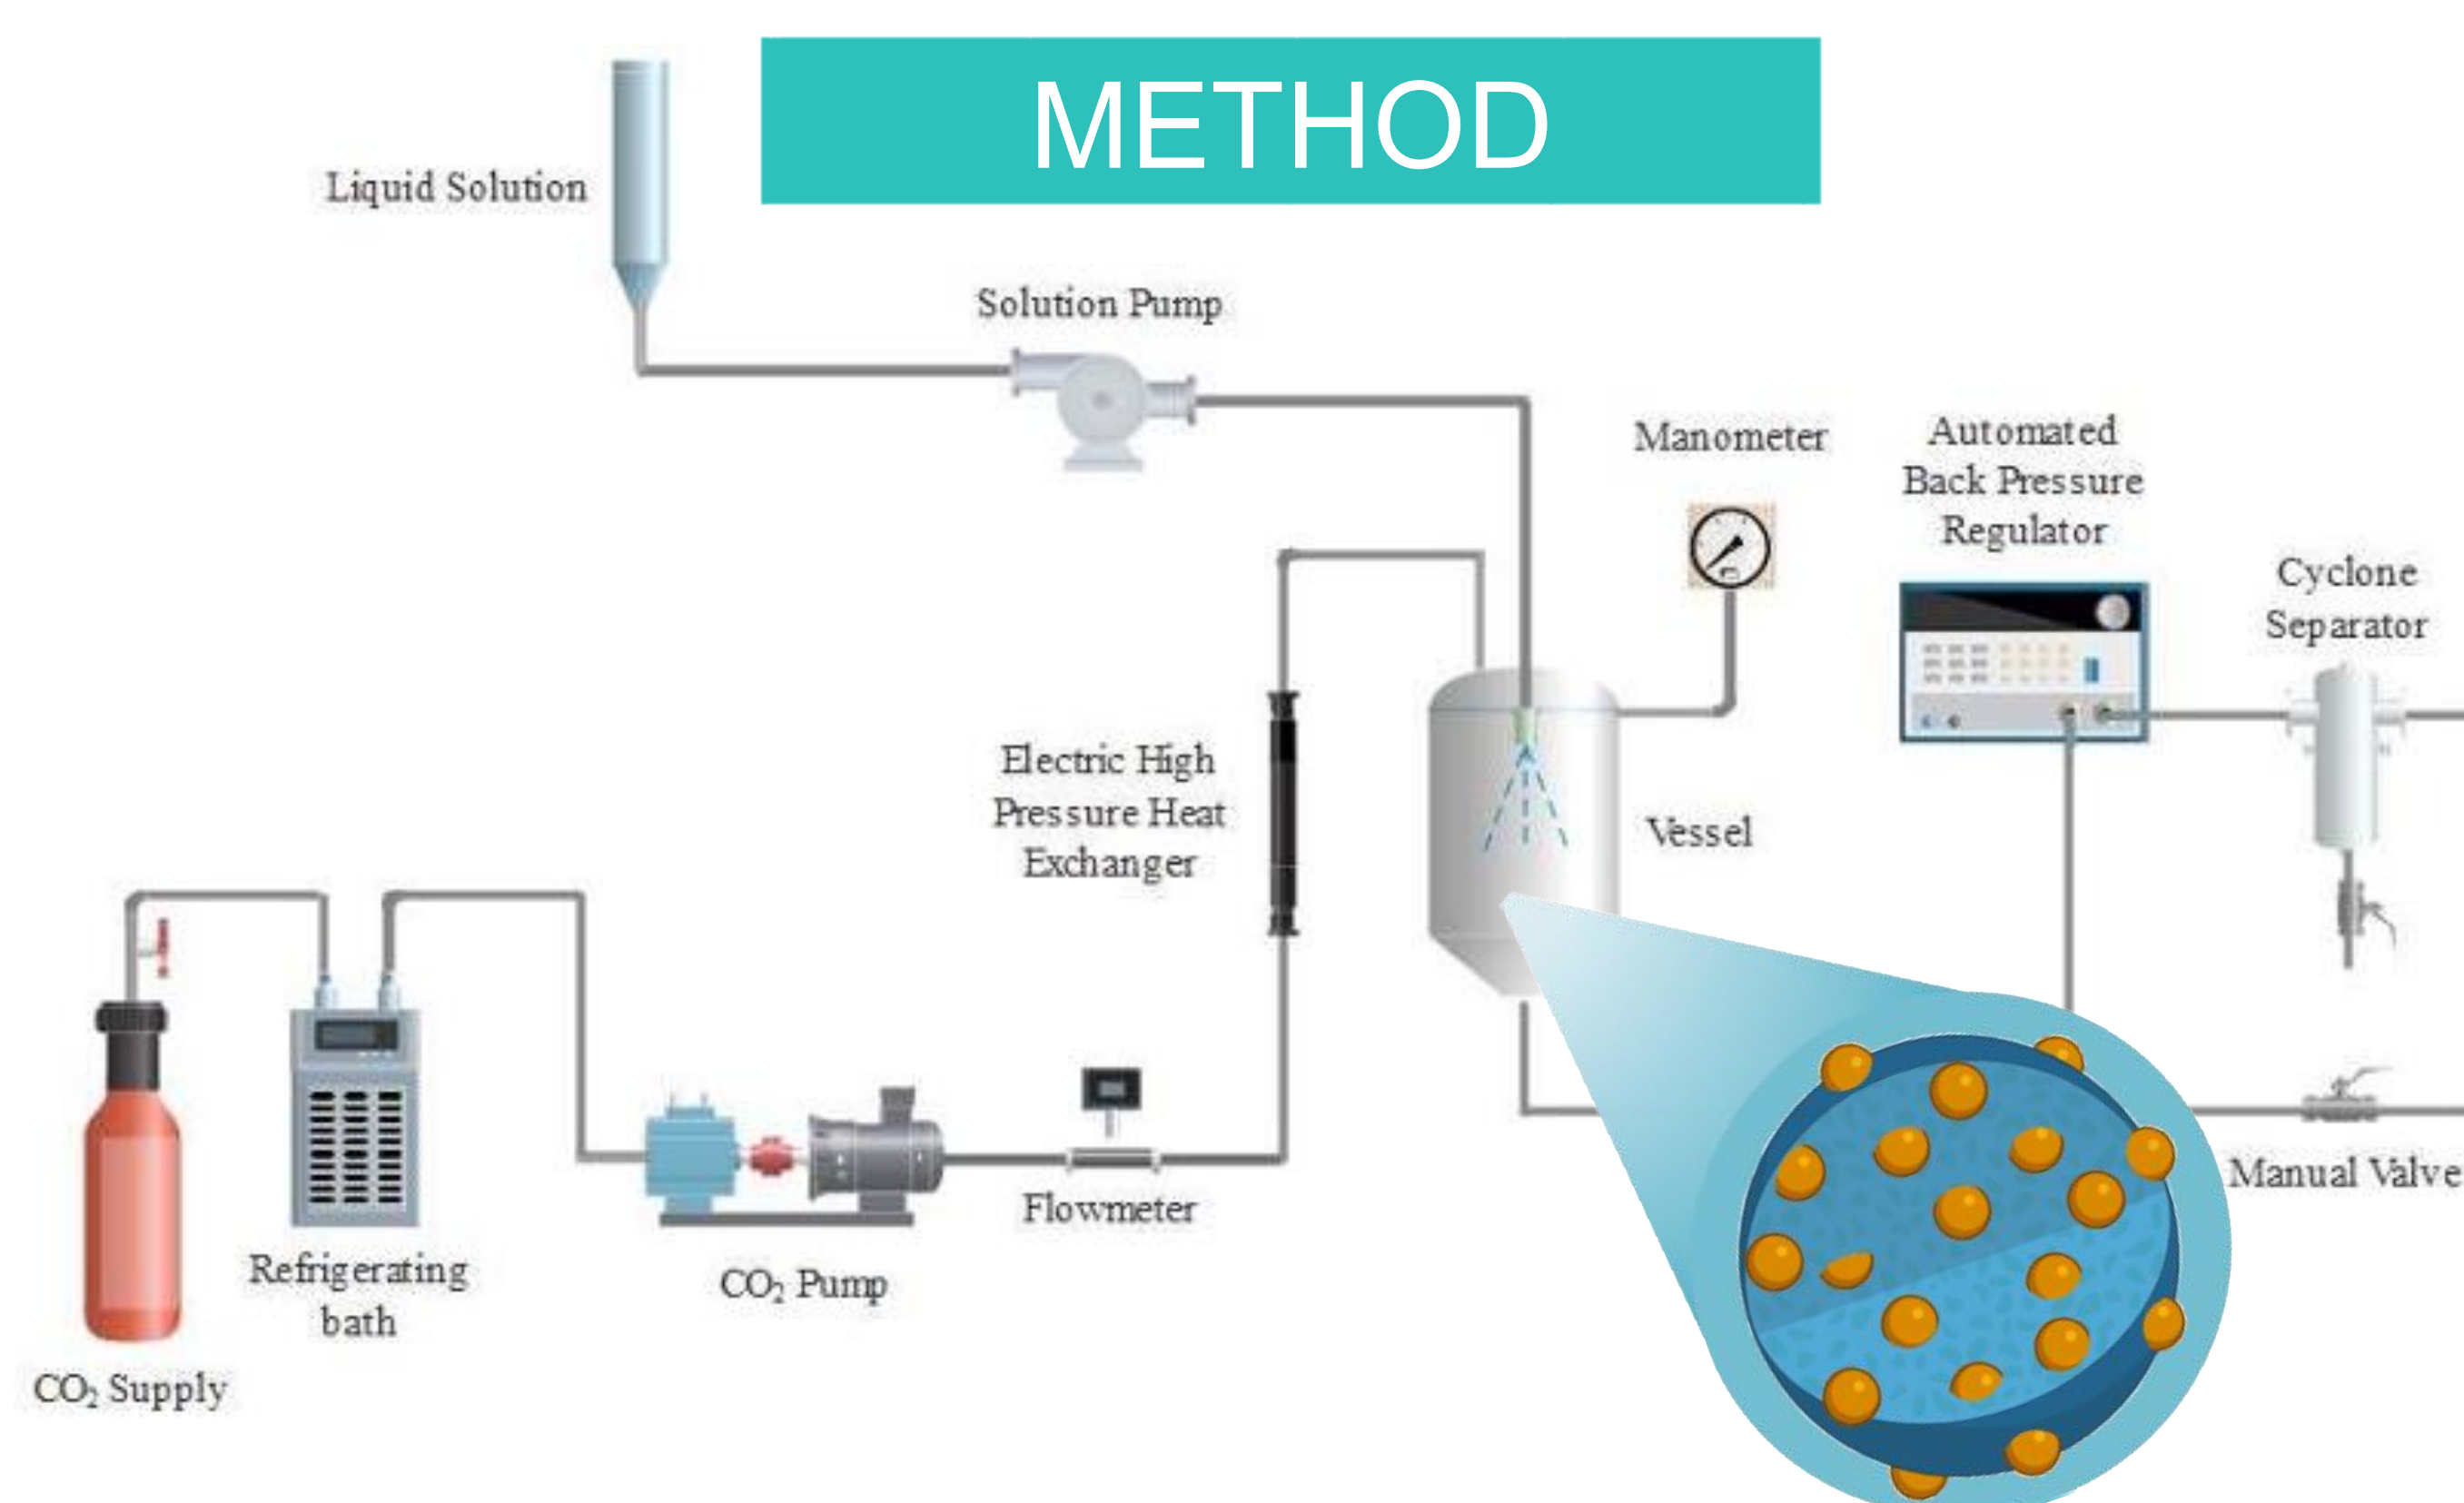 METHOD
Liquid Solution
Solution Pump
Manometer
Automated
Back Pressure
Regulator
Cyclone
Separator
Electric High
Pressure Heat
Exchanger
Vessel
Manual Valve
Flowmeter
Refrigerating
bath
CO₂ Pump
CO₂ Supply